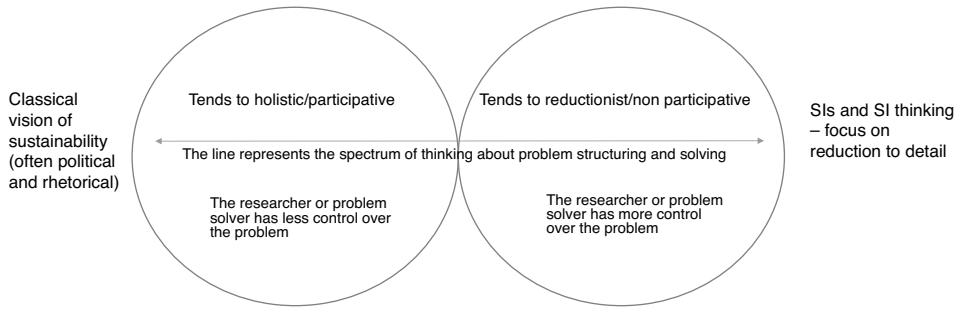 Classical
vision of
sustainability
(often political
and rhetorical)
Tends to holistic/participative
Tends to reductionist/non participative
The line represents the spectrum of thinking about problem structuring and solving
The researcher or problem
solver has less control over
the problem
The researcher or problem
solver has more control
over the problem
SIs and SI thinking
– focus on
reduction to detail